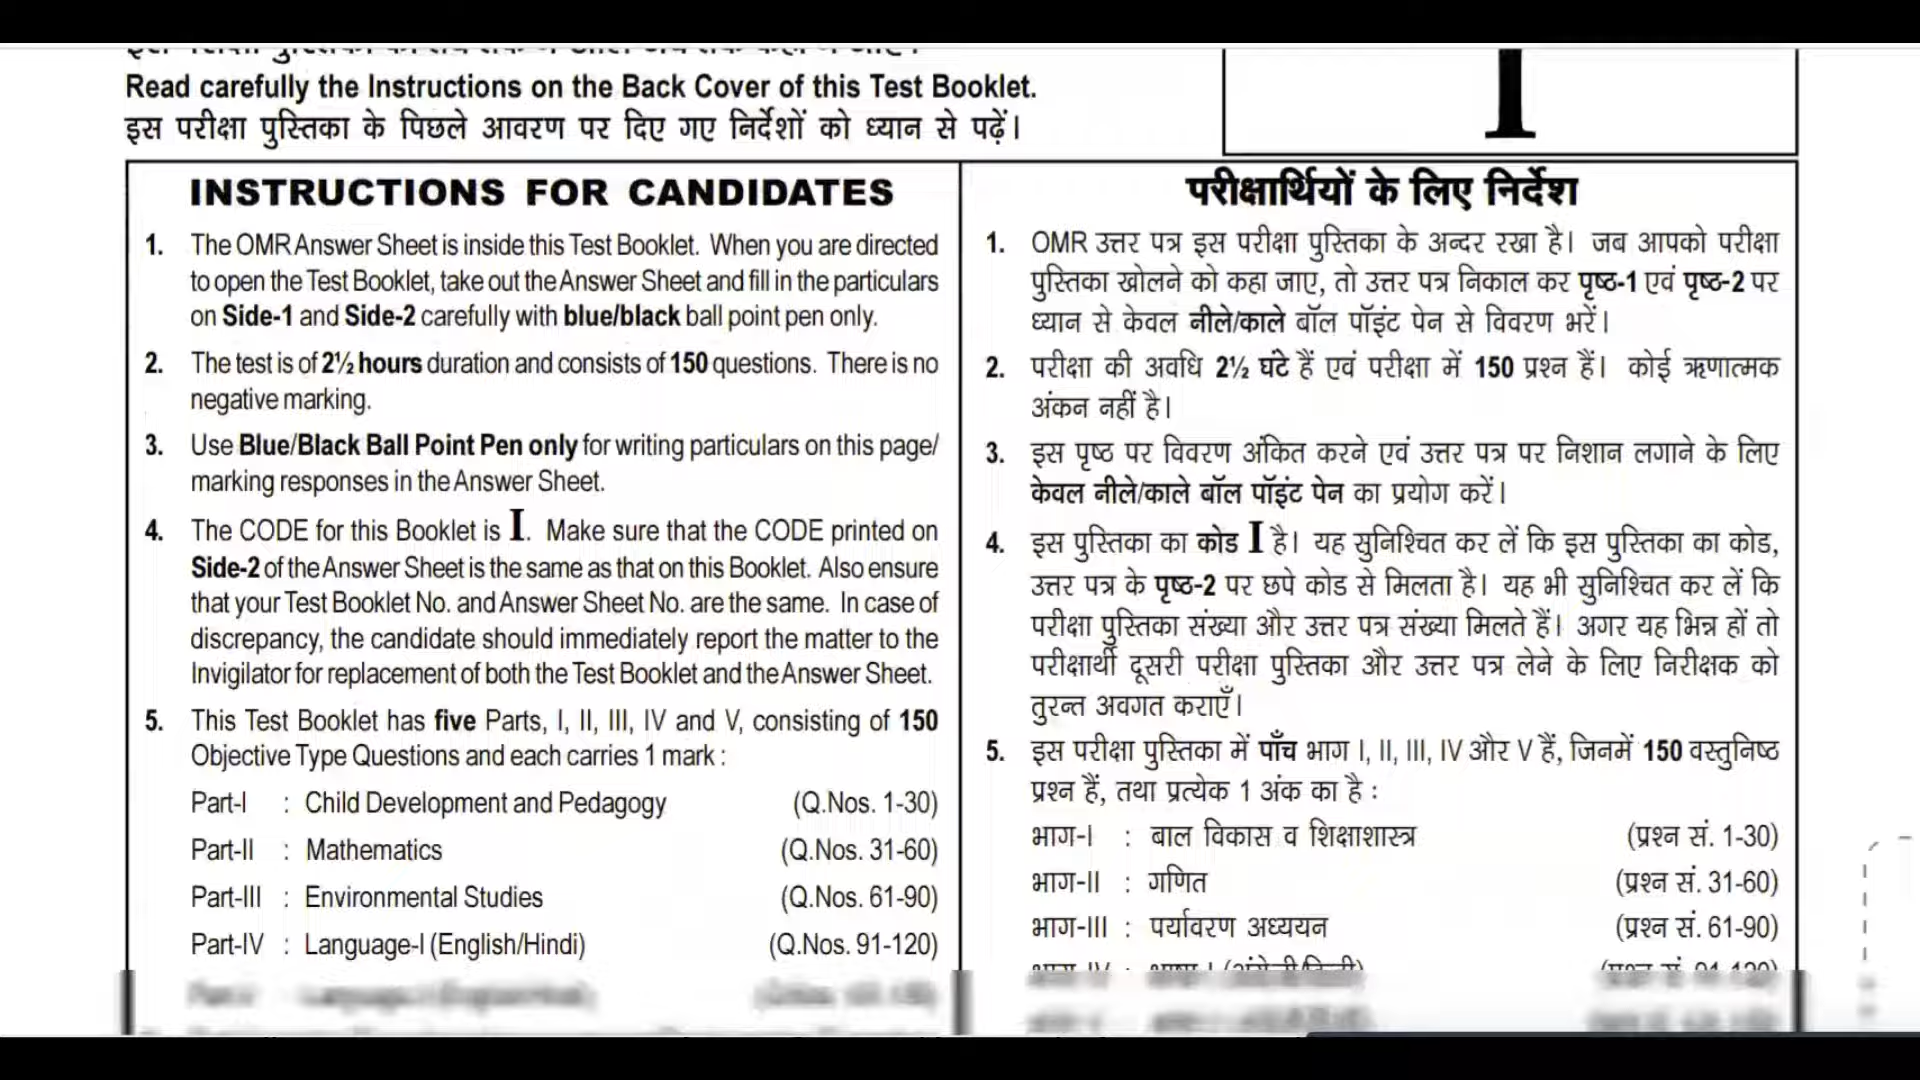 Read carefully the Instructions on the Back Cover of this Test Booklet.
इस परीक्षा पुस्तिका के पिछले आवरण पर दिए गए निर्देशों को ध्यान से पढ़ें।
I
INSTRUCTIONS FOR CANDIDATES
1. The OMR Answer Sheet is inside this Test Booklet. When you are directed
to open the Test Booklet, take out the Answer Sheet and fill in the particulars
on Side-1 and Side-2 carefully with blue/black ball point pen only.
2. The test is of 2½ hours duration and consists of 150 questions. There is no
negative marking.
3. Use Blue/Black Ball Point Pen only for writing particulars on this page/
marking responses in the Answer Sheet.
4. The CODE for this Booklet is I. Make sure that the CODE printed on
Side-2 of the Answer Sheet is the same as that on this Booklet. Also ensure
that your Test Booklet No. and Answer Sheet No. are the same. In case of
discrepancy, the candidate should immediately report the matter to the
Invigilator for replacement of both the Test Booklet and the Answer Sheet.
5. This Test Booklet has five Parts, I, II, III, IV and V, consisting of 150
Objective Type Questions and each carries 1 mark :
Part-I : Child Development and Pedagogy (Q.Nos. 1-30)
Part-II : Mathematics (Q.Nos. 31-60)
Part-III : Environmental Studies (Q.Nos. 61-90)
Part-IV : Language-I (English/Hindi) (Q.Nos. 91-120)
परीक्षार्थियों के लिए निर्देश
1. OMR उत्तर पत्र इस परीक्षा पुस्तिका के अन्दर रखा है। जब आपको परीक्षा
पुस्तिका खोलने को कहा जाए, तो उत्तर पत्र निकाल कर पृष्ठ-1 एवं पृष्ठ-2 पर
ध्यान से केवल नीले/काले बॉल पॉइंट पेन से विवरण भरें।
2. परीक्षा की अवधि 2½ घंटे हैं एवं परीक्षा में 150 प्रश्न हैं। कोई ऋणात्मक
अंकन नहीं है।
3. इस पृष्ठ पर विवरण अंकित करने एवं उत्तर पत्र पर निशान लगाने के लिए
केवल नीले/काले बॉल पॉइंट पेन का प्रयोग करें।
4. इस पुस्तिका का कोड I है। यह सुनिश्चित कर लें कि इस पुस्तिका का कोड,
उत्तर पत्र के पृष्ठ-2 पर छपे कोड से मिलता है। यह भी सुनिश्चित कर लें कि
परीक्षा पुस्तिका संख्या और उत्तर पत्र संख्या मिलते हैं। अगर यह भिन्न हों तो
परीक्षार्थी दूसरी परीक्षा पुस्तिका और उत्तर पत्र लेने के लिए निरीक्षक को
तुरन्त अवगत कराएँ।
5. इस परीक्षा पुस्तिका में पाँच भाग I, II, III, IV और V हैं, जिनमें 150 वस्तुनिष्ठ
प्रश्न हैं, तथा प्रत्येक 1 अंक का है :
भाग-I : बाल विकास व शिक्षाशास्त्र (प्रश्न सं. 1-30)
भाग-II : गणित (प्रश्न सं. 31-60)
भाग-III : पर्यावरण अध्ययन (प्रश्न सं. 61-90)